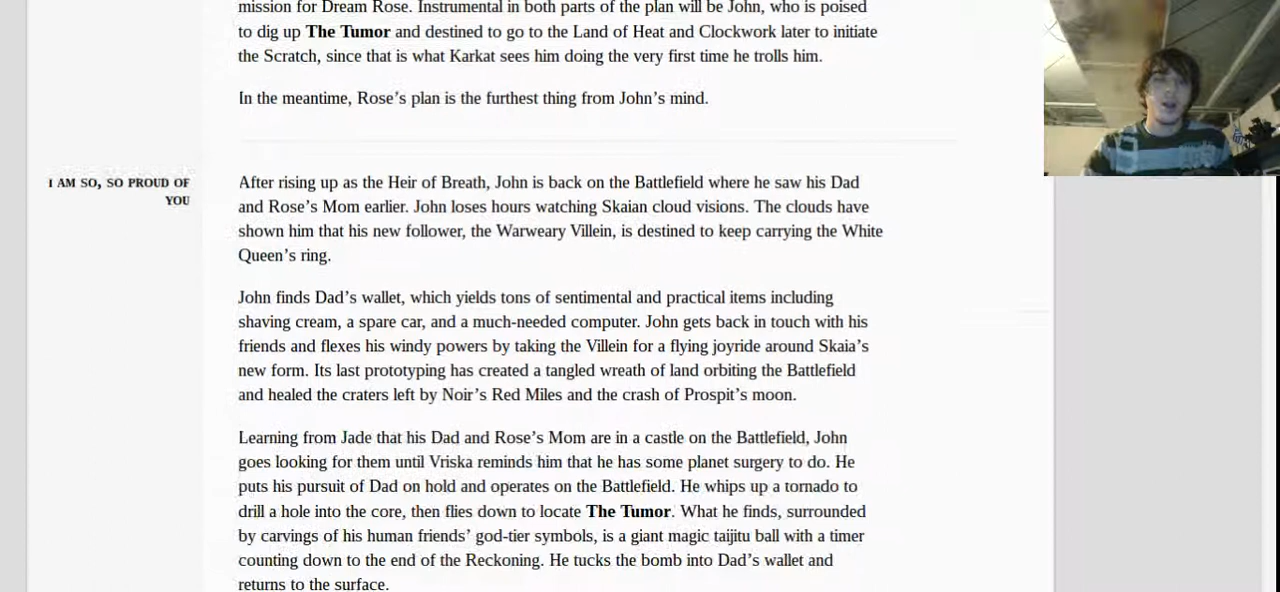 mission for Dream Rose. Instrumental in both parts of the plan will be John, who is poised
to dig up The Tumor and destined to go to the Land of Heat and Clockwork later to initiate
the Scratch, since that is what Karkat sees him doing the very first time he trolls him.
In the meantime, Rose’s plan is the furthest thing from John’s mind.
I AM SO, SO PROUD OF
YOU
After rising up as the Heir of Breath, John is back on the Battlefield where he saw his Dad
and Rose’s Mom earlier. John loses hours watching Skaian cloud visions. The clouds have
shown him that his new follower, the Warweary Villein, is destined to keep carrying the White
Queen’s ring.
John finds Dad’s wallet, which yields tons of sentimental and practical items including
shaving cream, a spare car, and a much-needed computer. John gets back in touch with his
friends and flexes his windy powers by taking the Villein for a flying joyride around Skaia’s
new form. Its last prototyping has created a tangled wreath of land orbiting the Battlefield
and healed the craters left by Noir’s Red Miles and the crash of Prospit’s moon.
Learning from Jade that his Dad and Rose’s Mom are in a castle on the Battlefield, John
goes looking for them until Vriska reminds him that he has some planet surgery to do. He
puts his pursuit of Dad on hold and operates on the Battlefield. He whips up a tornado to
drill a hole into the core, then flies down to locate The Tumor. What he finds, surrounded
by carvings of his human friends’ god-tier symbols, is a giant magic taijitu ball with a timer
counting down to the end of the Reckoning. He tucks the bomb into Dad’s wallet and
returns to the surface.